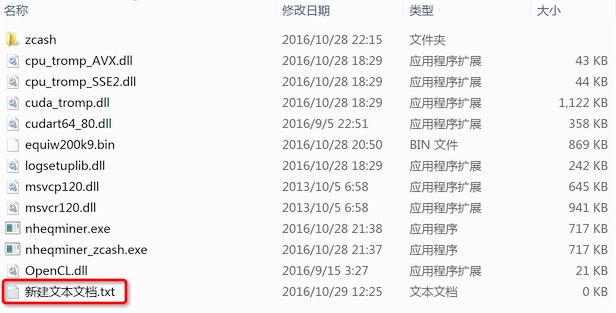 名称 修改日期 类型 大小
zcash 2016/10/28 22:15 文件夹
cpu_tromp_AVX.dll 2016/10/28 18:29 应用程序扩展 43 KB
cpu_tromp_SSE2.dll 2016/10/28 18:29 应用程序扩展 44 KB
cuda_tromp.dll 2016/10/28 18:29 应用程序扩展 1,122 KB
cudart64_80.dll 2016/9/5 22:51 应用程序扩展 358 KB
equiw200k9.bin 2016/10/28 20:50 BIN 文件 869 KB
logsetuplib.dll 2016/10/28 18:29 应用程序扩展 242 KB
msvcp120.dll 2013/10/5 6:58 应用程序扩展 645 KB
msvcr120.dll 2013/10/5 6:58 应用程序扩展 941 KB
nheqminer.exe 2016/10/28 21:38 应用程序 717 KB
nheqminer_zcash.exe 2016/10/28 21:37 应用程序 717 KB
OpenCL.dll 2016/9/15 3:27 应用程序扩展 21 KB
新建文本文档.txt 2016/10/29 12:25 文本文档 0 KB